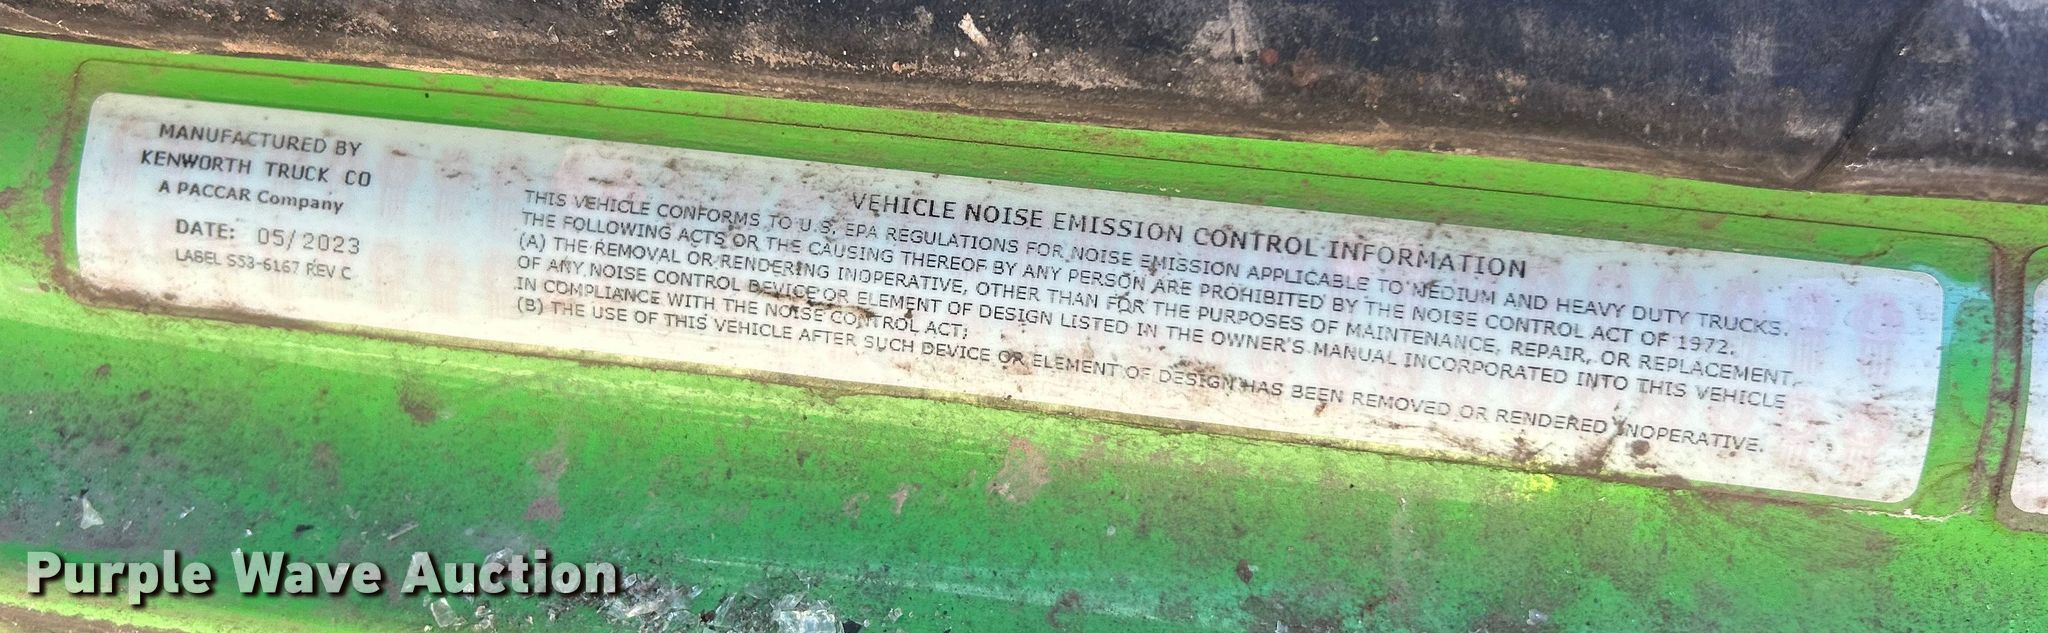 MANUFACTURED BY
KENWORTH TRUCK CO
A PACCAR Company
DATE: 05/2023
LABEL S53-6167 REV C
VEHICLE NOISE EMISSION CONTROL INFORMATION
THIS VEHICLE CONFORMS TO U.S. EPA REGULATIONS FOR NOISE EMISSION APPLICABLE TO MEDIUM AND HEAVY DUTY TRUCKS.
THE FOLLOWING ACTS OR THE CAUSING THEREOF BY ANY PERSON ARE PROHIBITED BY THE NOISE CONTROL ACT OF 1972.
(A) THE REMOVAL OR RENDERING INOPERATIVE, OTHER THAN FOR THE PURPOSES OF MAINTENANCE, REPAIR, OR REPLACEMENT,
OF ANY NOISE CONTROL DEVICE OR ELEMENT OF DESIGN LISTED IN THE OWNER'S MANUAL INCORPORATED INTO THIS VEHICLE
IN COMPLIANCE WITH THE NOISE CONTROL ACT;
(B) THE USE OF THIS VEHICLE AFTER SUCH DEVICE OR ELEMENT OF DESIGN HAS BEEN REMOVED OR RENDERED INOPERATIVE.
Purple Wave Auction